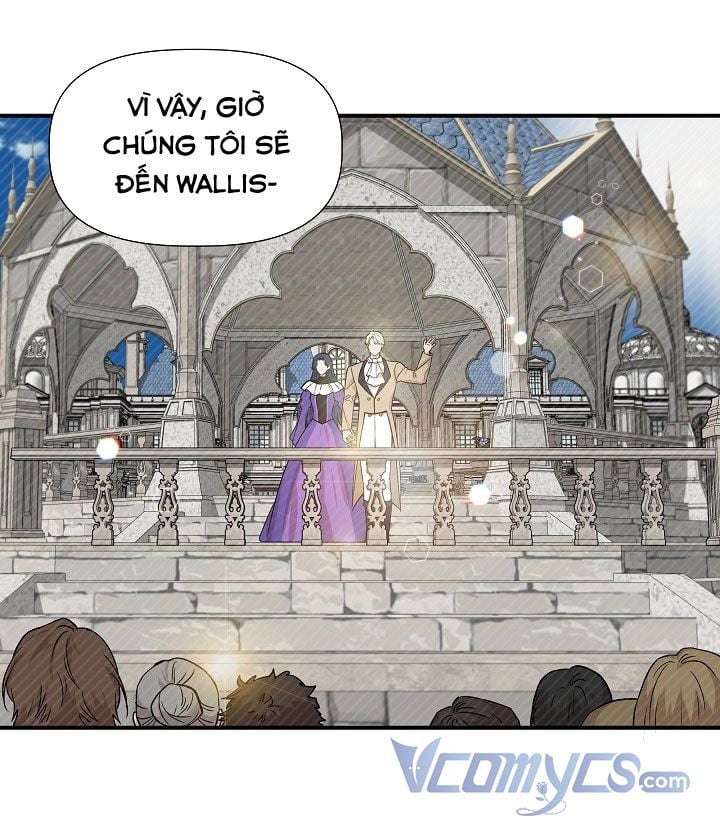 VÌ VẬY, GIỜ
CHÚNG TÔI SẼ
ĐẾN WALLIS-
VCOMYCS.com